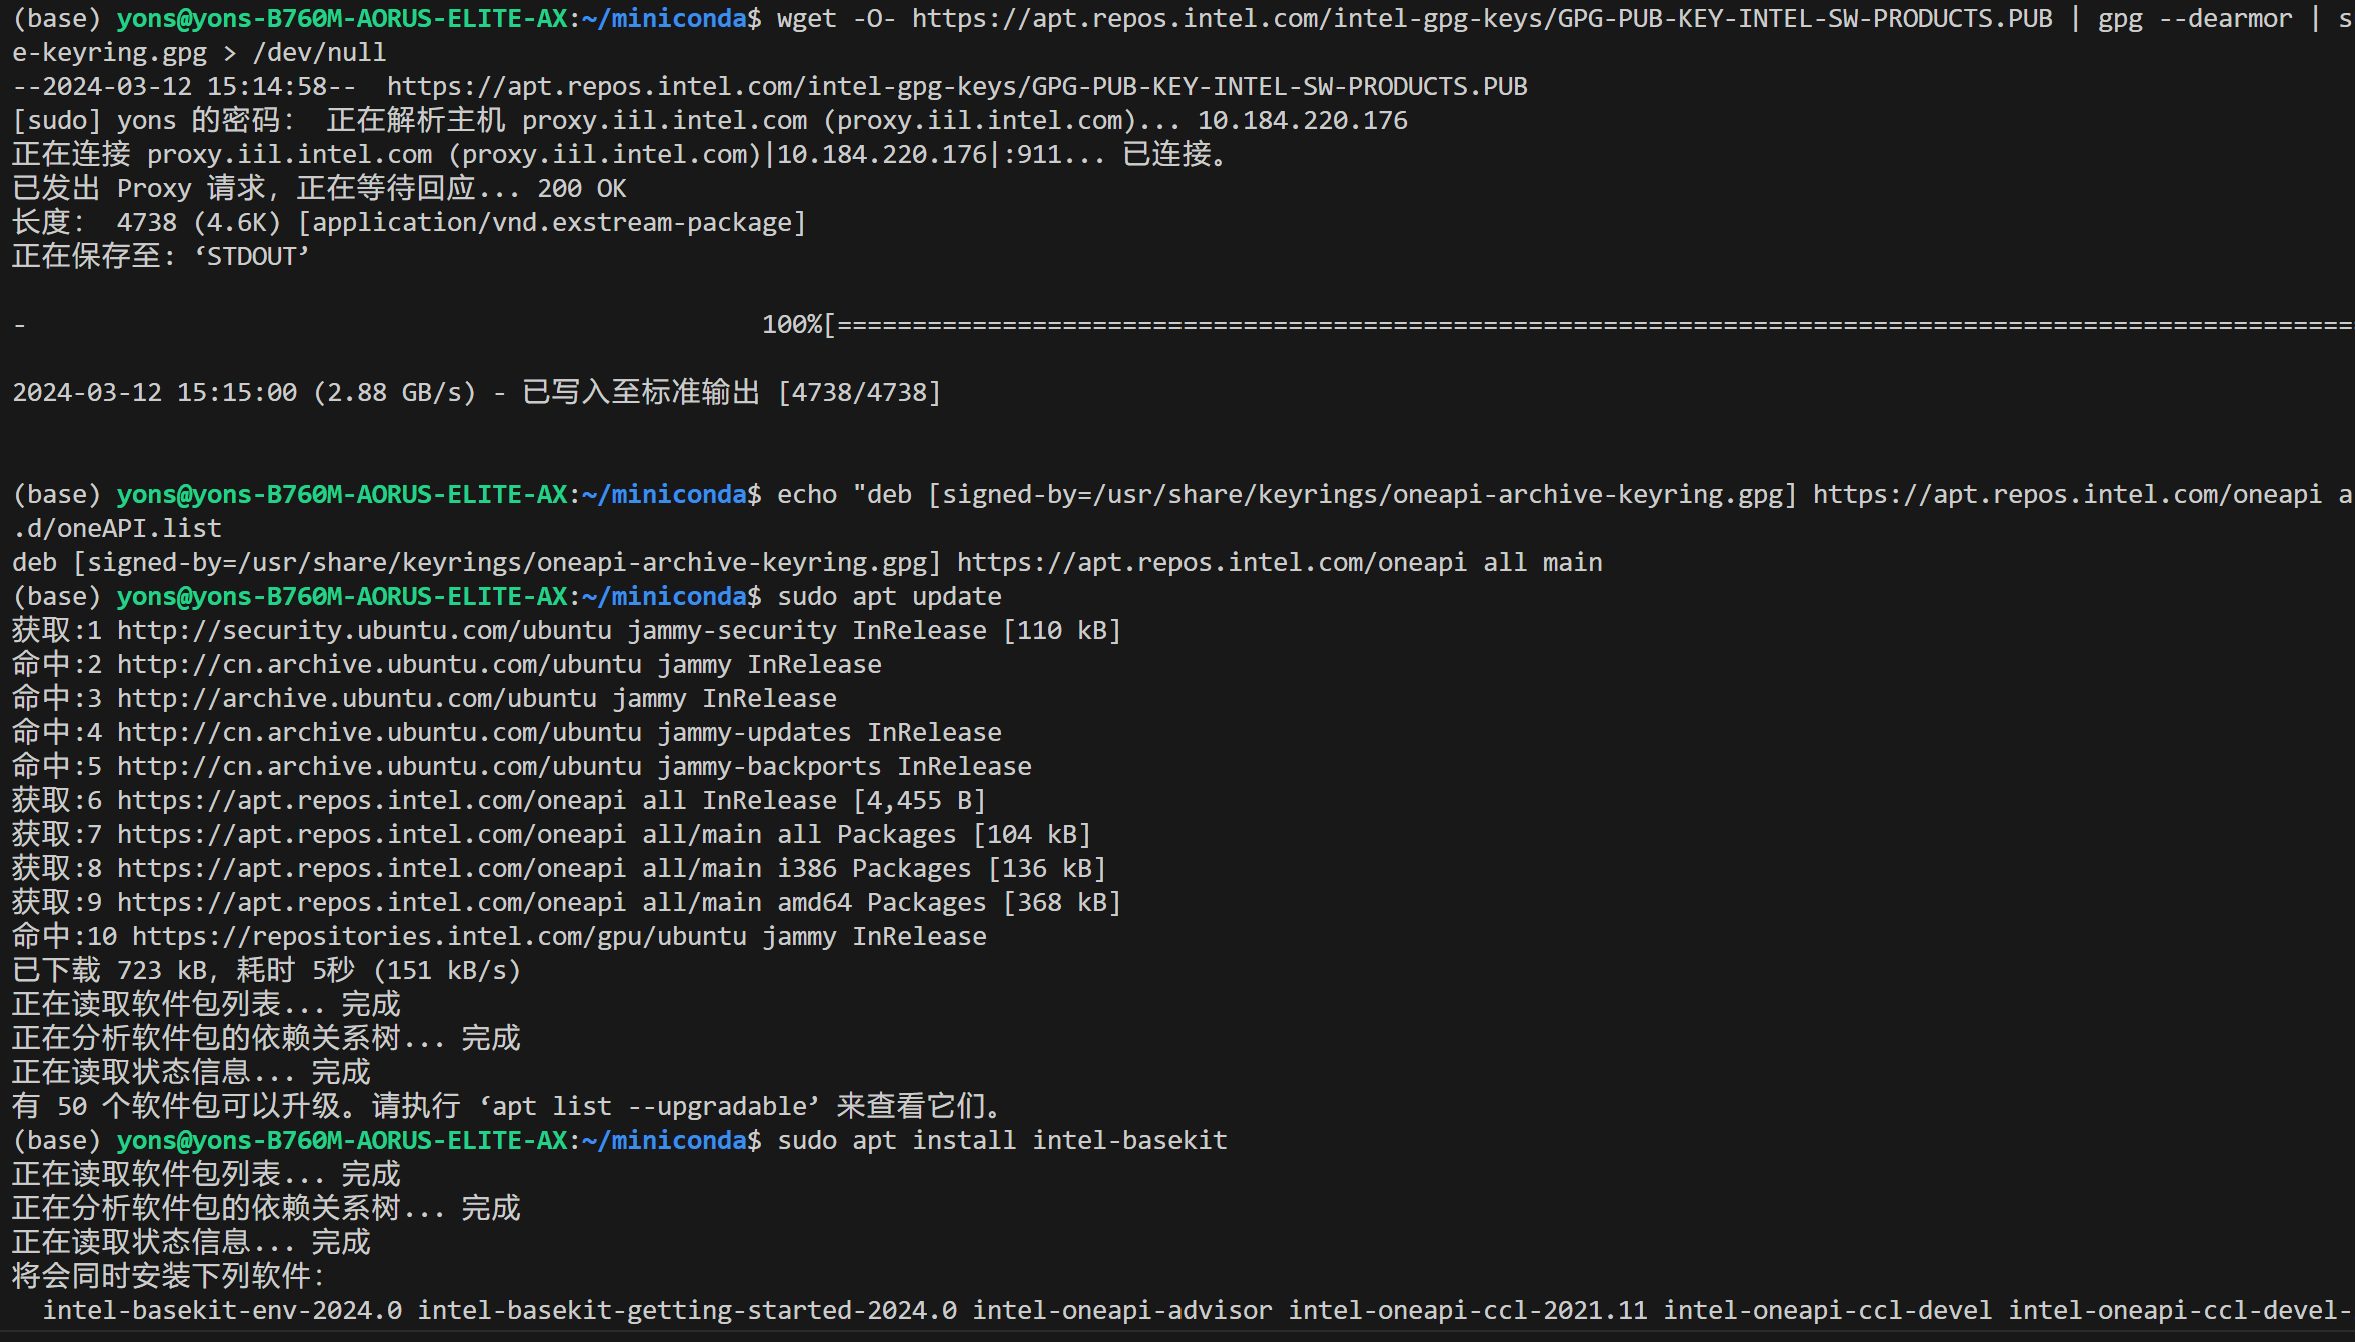 (base) yons@yons-B760M-AORUS-ELITE-AX:~/miniconda$ wget -O- https://apt.repos.intel.com/intel-gpg-keys/GPG-PUB-KEY-INTEL-SW-PRODUCTS.PUB | gpg --dearmor | s
e-keyring.gpg > /dev/null
--2024-03-12 15:14:58--  https://apt.repos.intel.com/intel-gpg-keys/GPG-PUB-KEY-INTEL-SW-PRODUCTS.PUB
[sudo] yons 的密码： 正在解析主机 proxy.iil.intel.com (proxy.iil.intel.com)... 10.184.220.176
正在连接 proxy.iil.intel.com (proxy.iil.intel.com)|10.184.220.176|:911... 已连接。
已发出 Proxy 请求，正在等待回应... 200 OK
长度： 4738 (4.6K) [application/vnd.exstream-package]
正在保存至: ‘STDOUT’
-                                                 100%[=====================================================================================================
2024-03-12 15:15:00 (2.88 GB/s) - 已写入至标准输出 [4738/4738]
(base) yons@yons-B760M-AORUS-ELITE-AX:~/miniconda$ echo "deb [signed-by=/usr/share/keyrings/oneapi-archive-keyring.gpg] https://apt.repos.intel.com/oneapi a
.d/oneAPI.list
deb [signed-by=/usr/share/keyrings/oneapi-archive-keyring.gpg] https://apt.repos.intel.com/oneapi all main
(base) yons@yons-B760M-AORUS-ELITE-AX:~/miniconda$ sudo apt update
获取:1 http://security.ubuntu.com/ubuntu jammy-security InRelease [110 kB]
命中:2 http://cn.archive.ubuntu.com/ubuntu jammy InRelease
命中:3 http://archive.ubuntu.com/ubuntu jammy InRelease
命中:4 http://cn.archive.ubuntu.com/ubuntu jammy-updates InRelease
命中:5 http://cn.archive.ubuntu.com/ubuntu jammy-backports InRelease
获取:6 https://apt.repos.intel.com/oneapi all InRelease [4,455 B]
获取:7 https://apt.repos.intel.com/oneapi all/main all Packages [104 kB]
获取:8 https://apt.repos.intel.com/oneapi all/main i386 Packages [136 kB]
获取:9 https://apt.repos.intel.com/oneapi all/main amd64 Packages [368 kB]
命中:10 https://repositories.intel.com/gpu/ubuntu jammy InRelease
已下载 723 kB，耗时 5秒 (151 kB/s)
正在读取软件包列表... 完成
正在分析软件包的依赖关系树... 完成
正在读取状态信息... 完成
有 50 个软件包可以升级。请执行 ‘apt list --upgradable’ 来查看它们。
(base) yons@yons-B760M-AORUS-ELITE-AX:~/miniconda$ sudo apt install intel-basekit
正在读取软件包列表... 完成
正在分析软件包的依赖关系树... 完成
正在读取状态信息... 完成
将会同时安装下列软件：
  intel-basekit-env-2024.0 intel-basekit-getting-started-2024.0 intel-oneapi-advisor intel-oneapi-ccl-2021.11 intel-oneapi-ccl-devel intel-oneapi-ccl-devel-